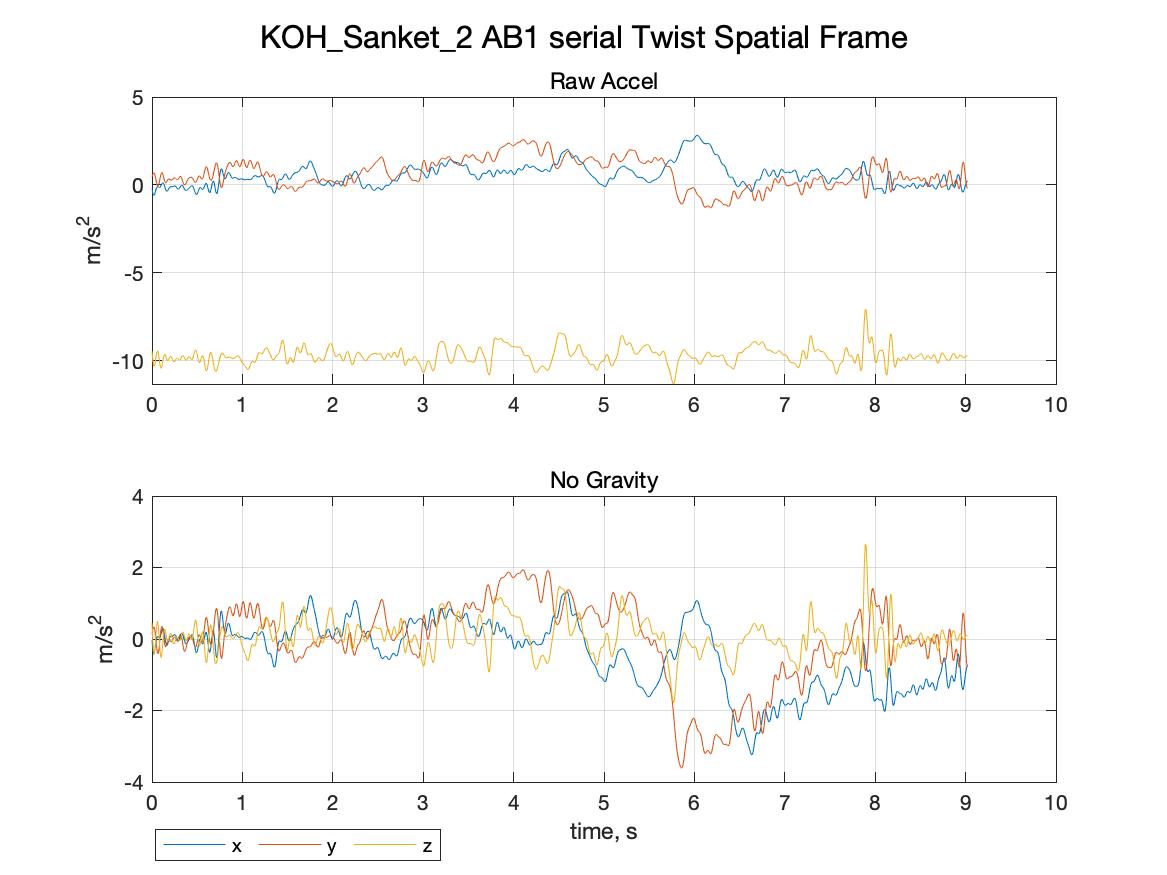 KOH_Sanket_2 AB1 serial Twist Spatial Frame
Raw Accel
5
0
-5
-10
m/s²
0 1 2 3 4 5 6 7 8 9 10
No Gravity
4
2
0
-2
-4
m/s²
0 1 2 3 4 5 6 7 8 9 10
time, s
x y z